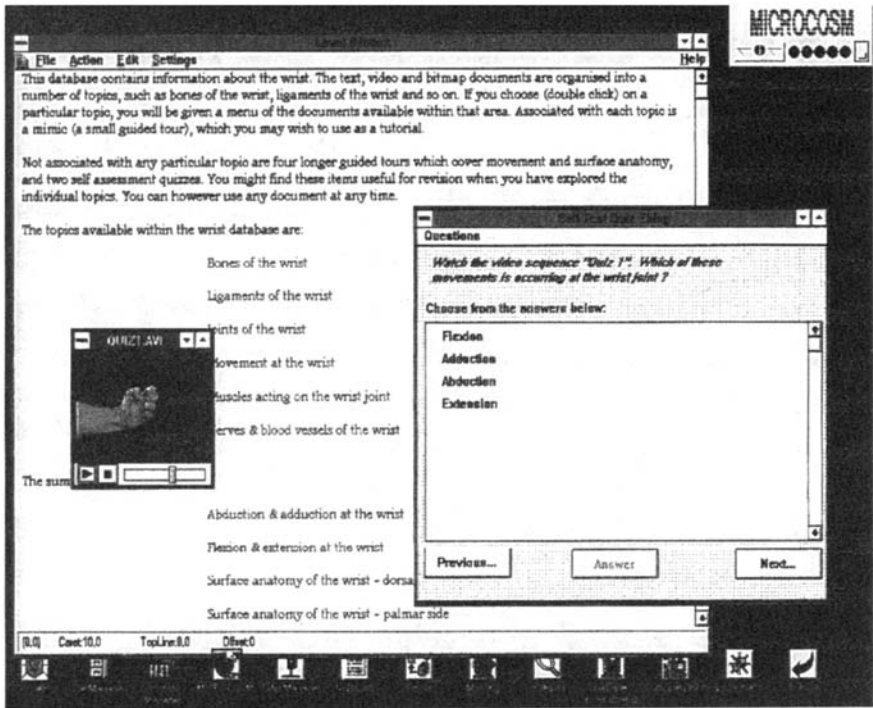 MICROCOSM
File Action Edit Settings Help
This database contains information about the wrist. The text, video and bitmap documents are organised into a
number of topics, such as bones of the wrist, ligaments of the wrist and so on. If you choose (double click) on a
particular topic, you will be given a menu of the documents available within that area. Associated with each topic is
a mimic (a small guided tour), which you may wish to use as a tutorial.
Not associated with any particular topic are four longer guided tours which cover movement and surface anatomy,
and two self assessment quizzes. You might find these items useful for revision when you have explored the
individual topics. You can however use any document at any time.
The topics available within the wrist database are:
Bones of the wrist
Ligaments of the wrist
Joints of the wrist
Movement at the wrist
Muscles acting on the wrist joint
Nerves & blood vessels of the wrist
The sum
Abduction & adduction at the wrist
Flexion & extension at the wrist
Surface anatomy of the wrist - dorsa
Surface anatomy of the wrist - palmar side
[0,0] Caret:10,0 TopLine:0,0 Offset:0
QUIZ1.AVI
Questions
Watch the video sequence "Quiz 1". Which of these
movements is occurring at the wrist joint ?
Choose from the answers below:
Flexion
Adduction
Abduction
Extension
Previous... Answer Next...